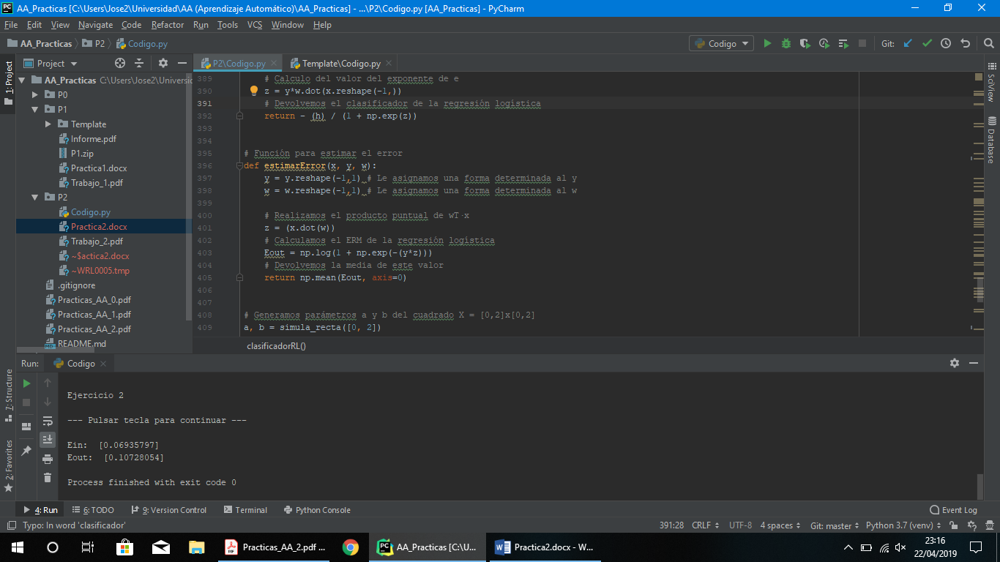 AA_Practicas [C:\Users\Jose2\Universidad\AA (Aprendizaje Automático)\AA_Practicas] - ...\P2\Codigo.py [AA_Practicas] - PyCharm
File Edit View Navigate Code Refactor Run Tools VCS Window Help
AA_Practicas P2 Codigo.py Codigo Git:
Project P2\Codigo.py Template\Codigo.py
1: Project
AA_Practicas C:\Users\Jose2\Universic
P0
P1
Template
Informe.pdf
P1.zip
Practica1.docx
Trabajo_1.pdf
P2
Codigo.py
Practica2.docx
Trabajo_2.pdf
~$actica2.docx
~WRL0005.tmp
.gitignore
Practicas_AA_0.pdf
Practicas_AA_1.pdf
Practicas_AA_2.pdf
README.md
389 # Calculo del valor del exponente de e
390 z = y*w.dot(x.reshape(-1,))
391 # Devolvemos el clasificador de la regresión logística
392 return - (h) / (1 + np.exp(z))
393
394
395 # Función para estimar el error
396 def estimarError(x, y, w):
397 y = y.reshape(-1,1) # Le asignamos una forma determinada al y
398 w = w.reshape(-1,1) # Le asignamos una forma determinada al w
399
400 # Realizamos el producto puntual de wT·x
401 z = (x.dot(w))
402 # Calculamos el ERM de la regresión logística
403 Eout = np.log(1 + np.exp(-(y*z)))
404 # Devolvemos la media de este valor
405 return np.mean(Eout, axis=0)
406
407
408 # Generamos parámetros a y b del cuadrado X = [0,2]x[0,2]
409 a, b = simula_recta([0, 2])
clasificadorRL()
SciView
Database
Run: Codigo
Ejercicio 2
--- Pulsar tecla para continuar ---
Ein: [0.06935797]
Eout: [0.10728054]
Process finished with exit code 0
7: Structure
2: Favorites
4: Run 6: TODO 9: Version Control Terminal Python Console Event Log
Typo: In word 'clasificador' 391:28 CRLF UTF-8 4 spaces Git: master Python 3.7 (venv)
Practicas_AA_2.pdf ... AA_Practicas [C:\U... Practica2.docx - W...
23:16
22/04/2019